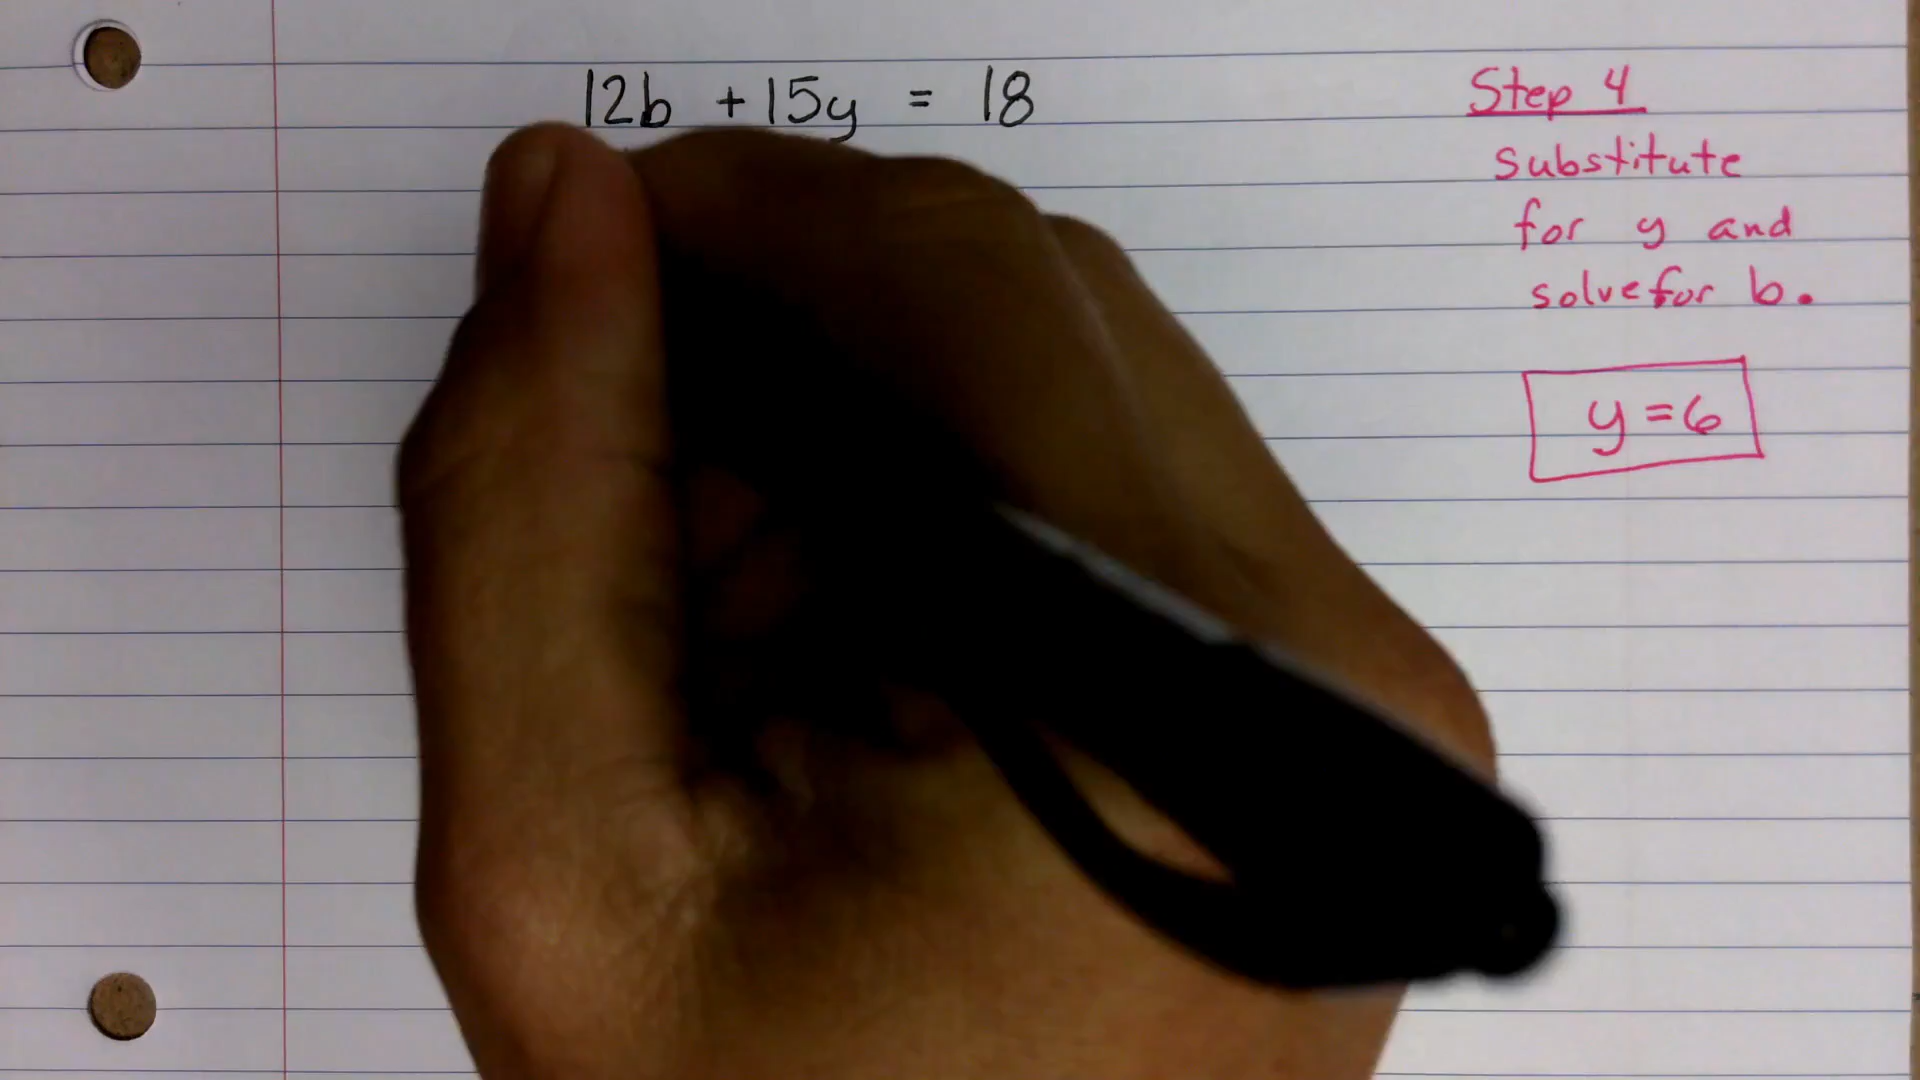 12b + 15y = 18
Step 4
substitute
for y and
solve for b.
y = 6